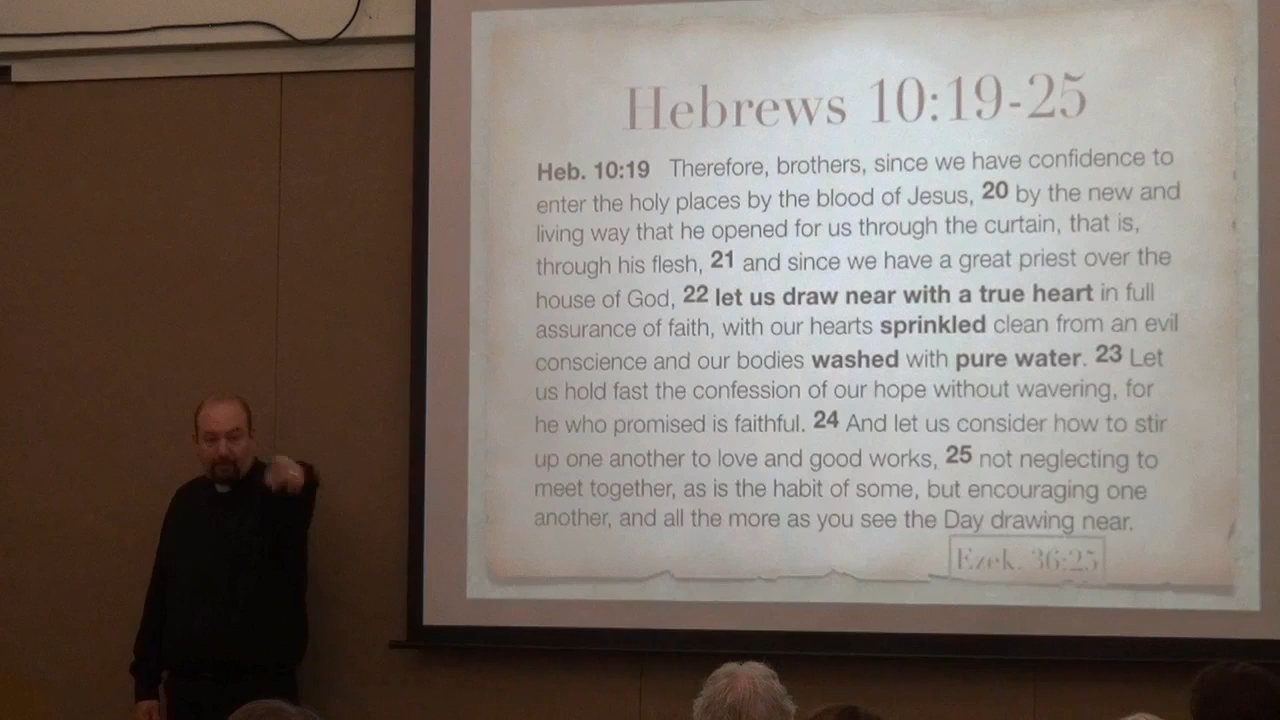 Hebrews 10:19-25
Heb. 10:19 Therefore, brothers, since we have confidence to
enter the holy places by the blood of Jesus, 20 by the new and
living way that he opened for us through the curtain, that is,
through his flesh, 21 and since we have a great priest over the
house of God, 22 let us draw near with a true heart in full
assurance of faith, with our hearts sprinkled clean from an evil
conscience and our bodies washed with pure water. 23 Let
us hold fast the confession of our hope without wavering, for
he who promised is faithful. 24 And let us consider how to stir
up one another to love and good works, 25 not neglecting to
meet together, as is the habit of some, but encouraging one
another, and all the more as you see the Day drawing near.
Ezek. 36:25